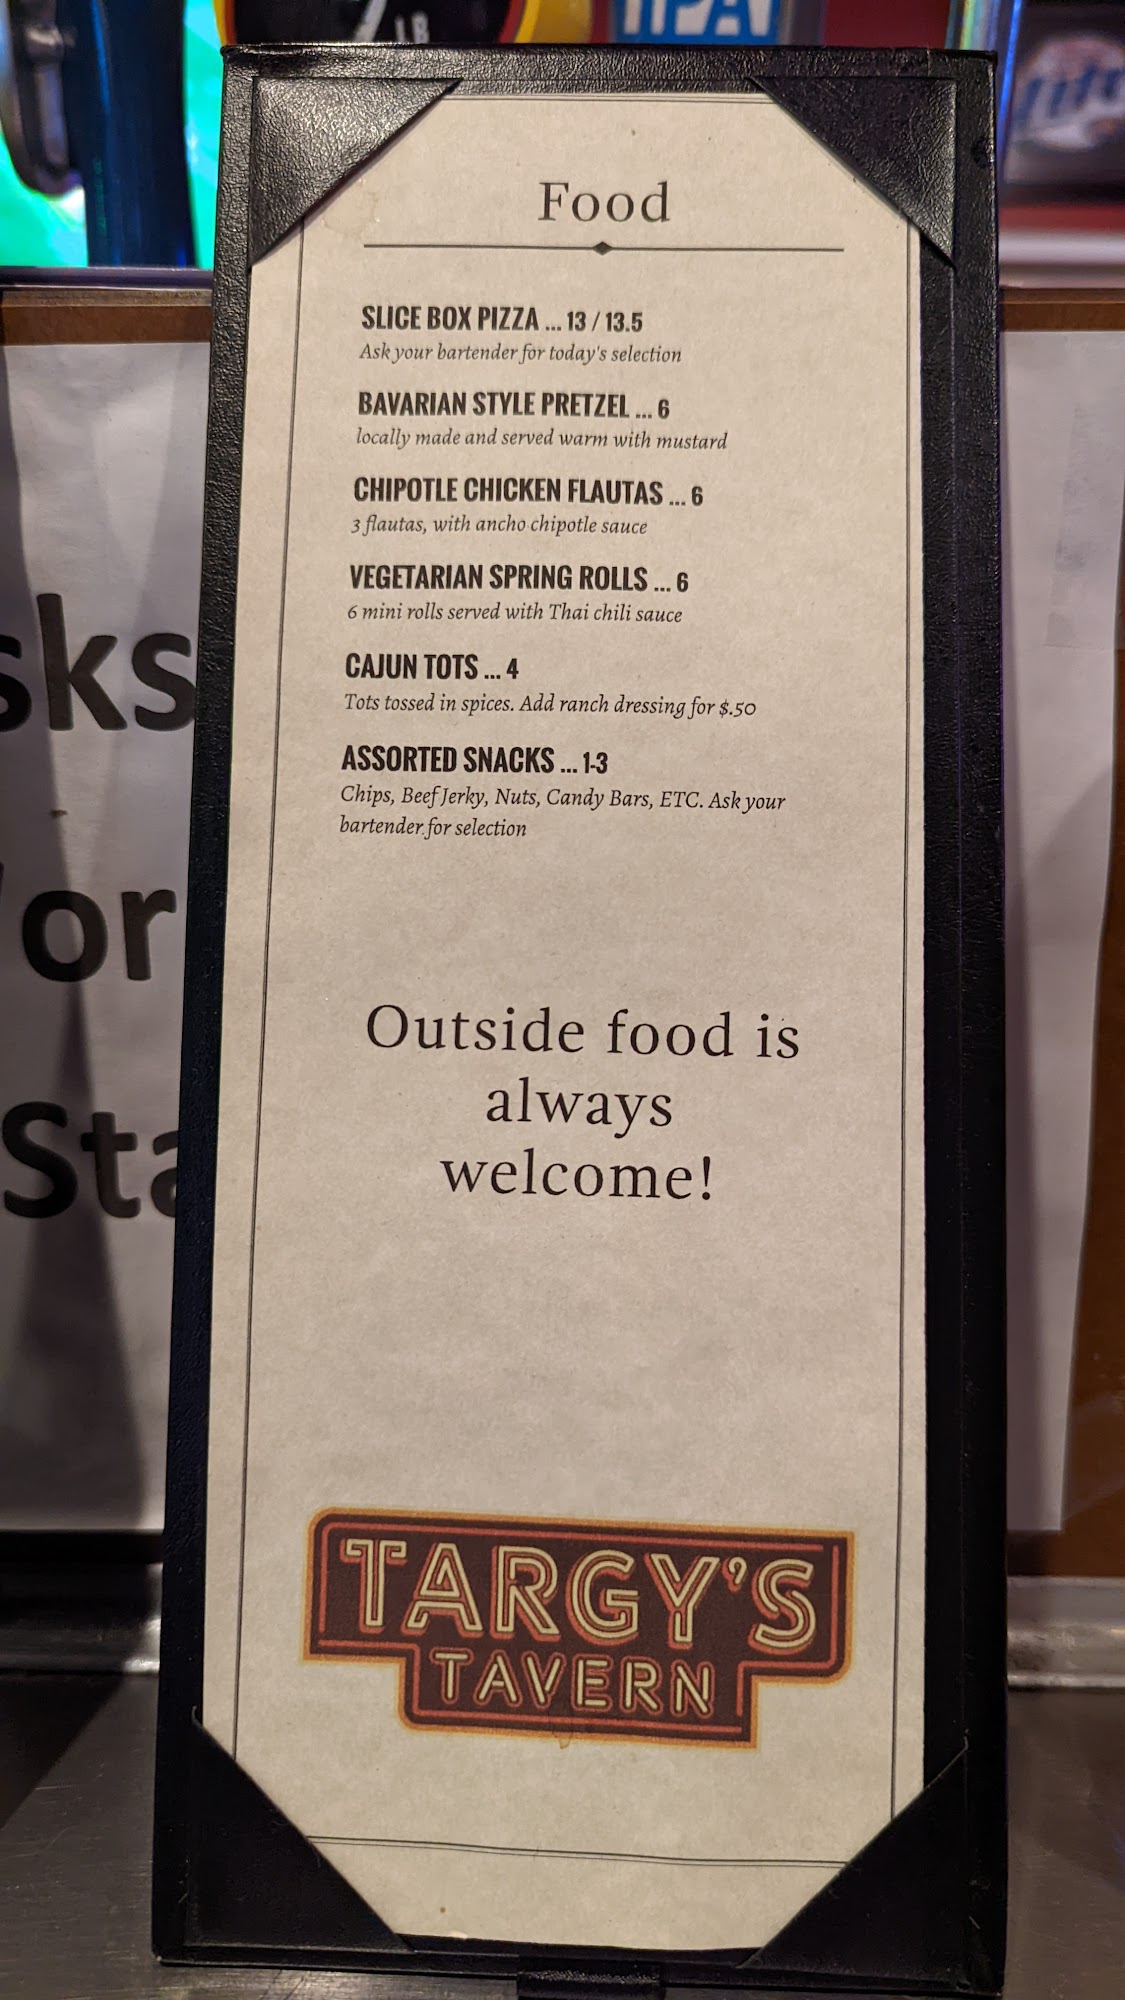 LB
IPA
Lite
Food
SLICE BOX PIZZA ... 13 / 13.5
Ask your bartender for today's selection
BAVARIAN STYLE PRETZEL ... 6
locally made and served warm with mustard
CHIPOTLE CHICKEN FLAUTAS ... 6
3 flautas, with ancho chipotle sauce
VEGETARIAN SPRING ROLLS ... 6
6 mini rolls served with Thai chili sauce
CAJUN TOTS ... 4
Tots tossed in spices. Add ranch dressing for $.50
ASSORTED SNACKS ... 1-3
Chips, Beef Jerky, Nuts, Candy Bars, ETC. Ask your
bartender for selection
Outside food is
always
welcome!
TARGY'S
TAVERN